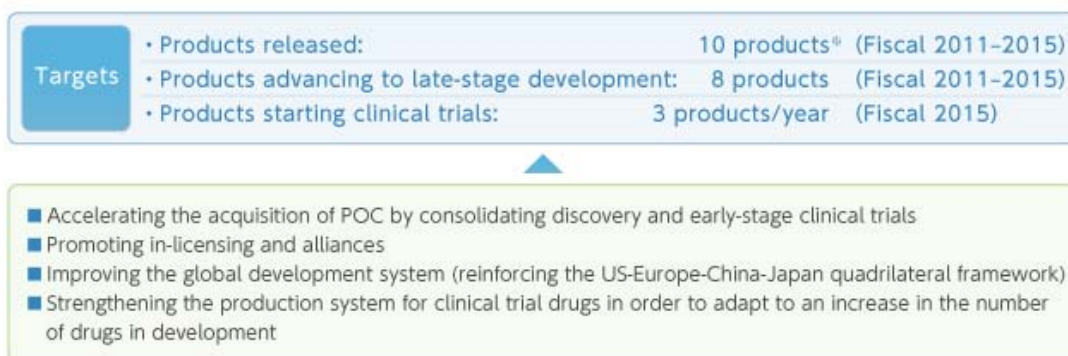 Targets
・Products released: 10 products* (Fiscal 2011–2015)
・Products advancing to late-stage development: 8 products (Fiscal 2011–2015)
・Products starting clinical trials: 3 products/year (Fiscal 2015)
■ Accelerating the acquisition of POC by consolidating discovery and early-stage clinical trials
■ Promoting in-licensing and alliances
■ Improving the global development system (reinforcing the US-Europe-China-Japan quadrilateral framework)
■ Strengthening the production system for clinical trial drugs in order to adapt to an increase in the number
of drugs in development